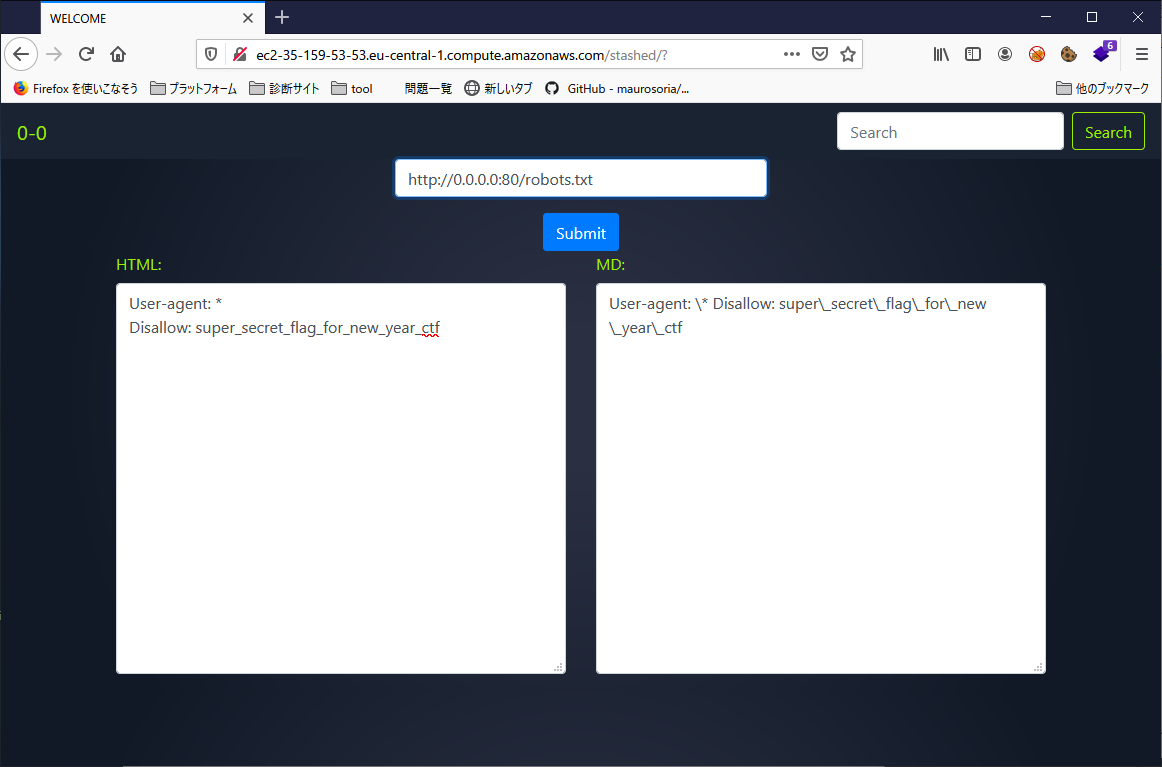 WELCOME
ec2-35-159-53-53.eu-central-1.compute.amazonaws.com/stashed/?
6
Firefox を使いこなそう プラットフォーム 診断サイト tool 問題一覧 新しいタブ GitHub - maurosoria/... 他のブックマーク
0-0 Search Search
http://0.0.0.0:80/robots.txt
Submit
HTML: MD:
User-agent: *
Disallow: super_secret_flag_for_new_year_ctf
User-agent: \* Disallow: super\_secret\_flag\_for\_new
\_year\_ctf